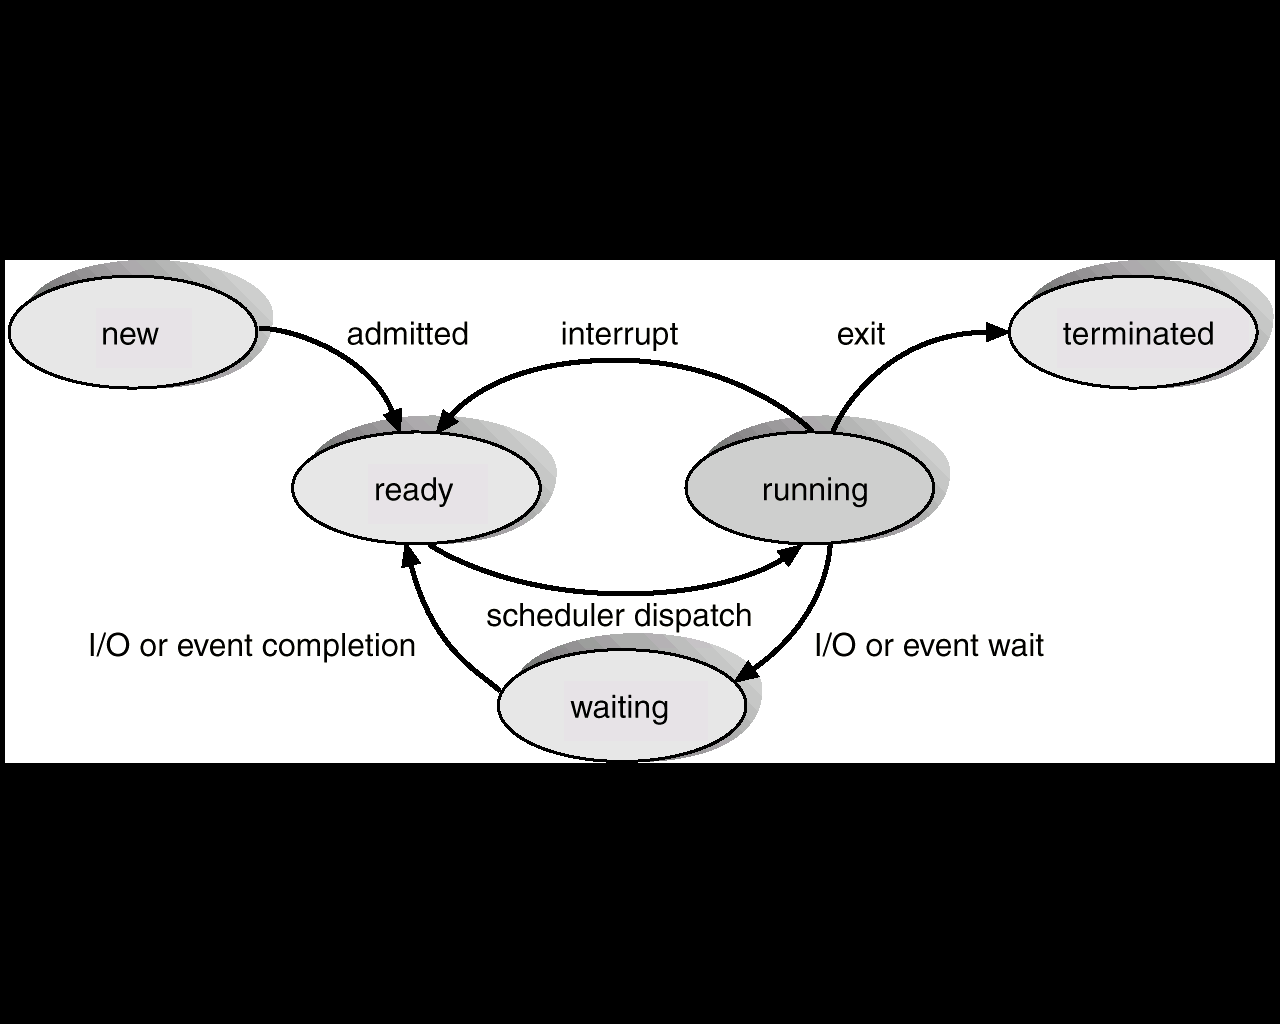 new
admitted
interrupt
exit
terminated
ready
running
scheduler dispatch
I/O or event completion
I/O or event wait
waiting